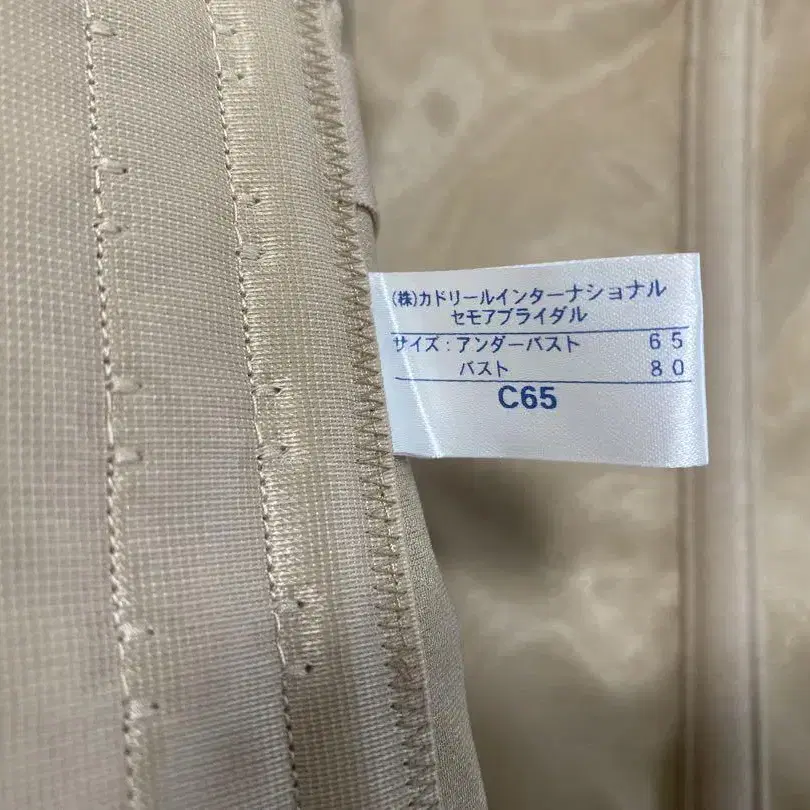 (株)カドリールインターナショナル
セモアブライダル
サイズ:アンダーバスト 65
バスト 80
C65